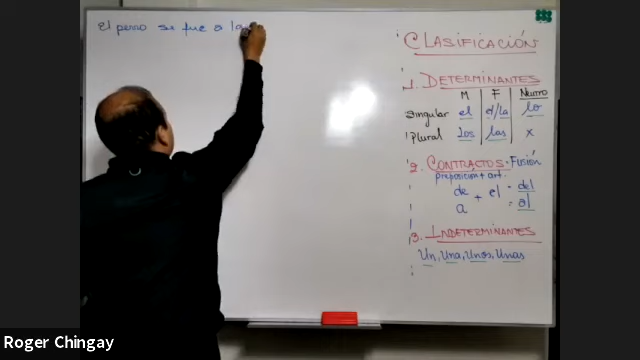 El perro se fue a la
CLASIFICACIÓN
1. DETERMINANTES
M F Neutro
Singular el el/la lo
Plural Los las x
2. CONTRACTOS • Fusión
preposición + art.
de
a + el = del
= al
3. INDETERMINANTES
Un, Una, Unos, Unas
Roger Chingay